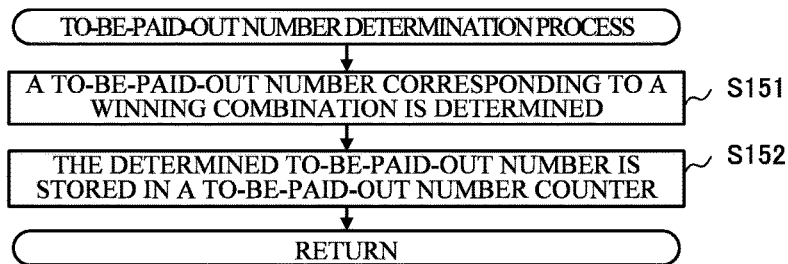 TO-BE-PAID-OUT NUMBER DETERMINATION PROCESS
A TO-BE-PAID-OUT NUMBER CORRESPONDING TO A
WINNING COMBINATION IS DETERMINED
S151
THE DETERMINED TO-BE-PAID-OUT NUMBER IS
STORED IN A TO-BE-PAID-OUT NUMBER COUNTER
S152
RETURN